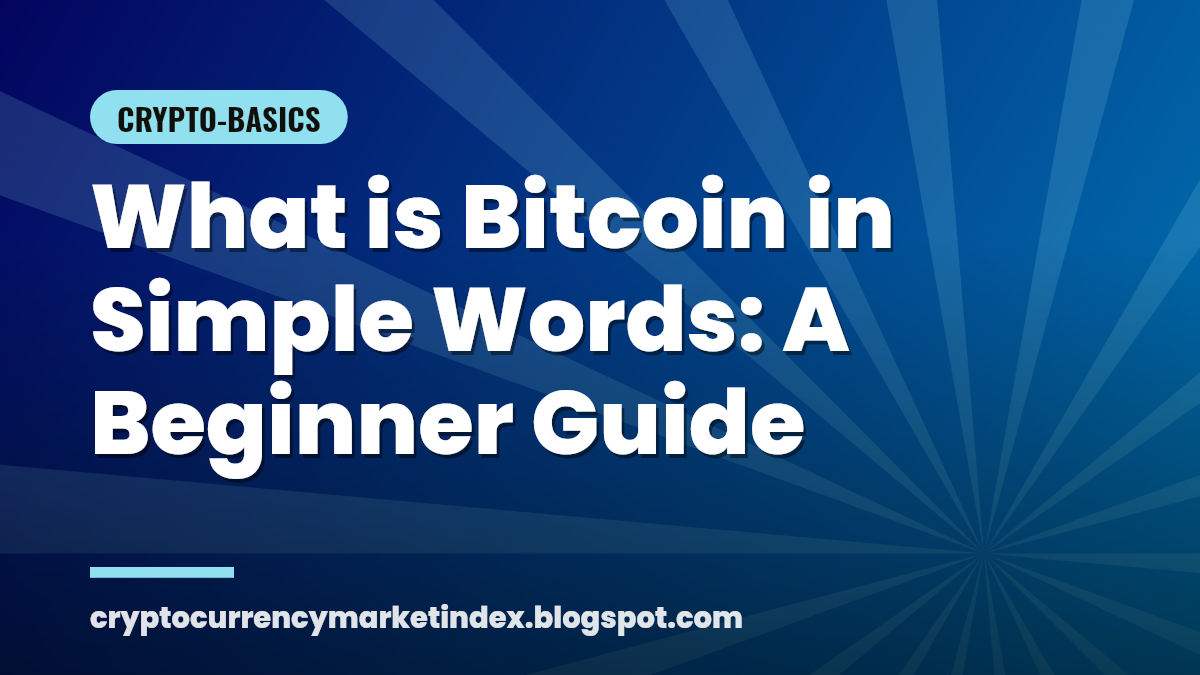 CRYPTO-BASICS
What is Bitcoin in
Simple Words: A
Beginner Guide
cryptocurrencymarketindex.blogspot.com